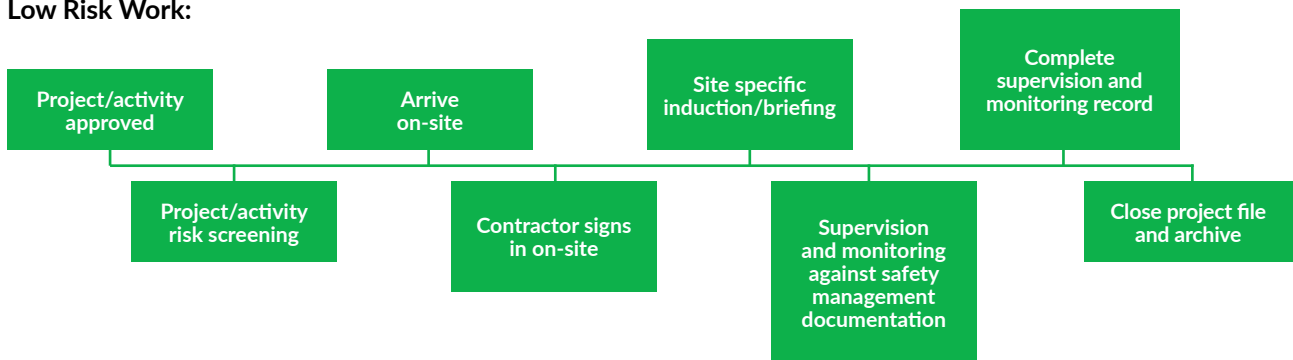 Low Risk Work:
Project/activity
approved
Project/activity
risk screening
Arrive
on-site
Contractor signs
in on-site
Site specific
induction/briefing
Supervision
and monitoring
against safety
management
documentation
Complete
supervision and
monitoring record
Close project file
and archive